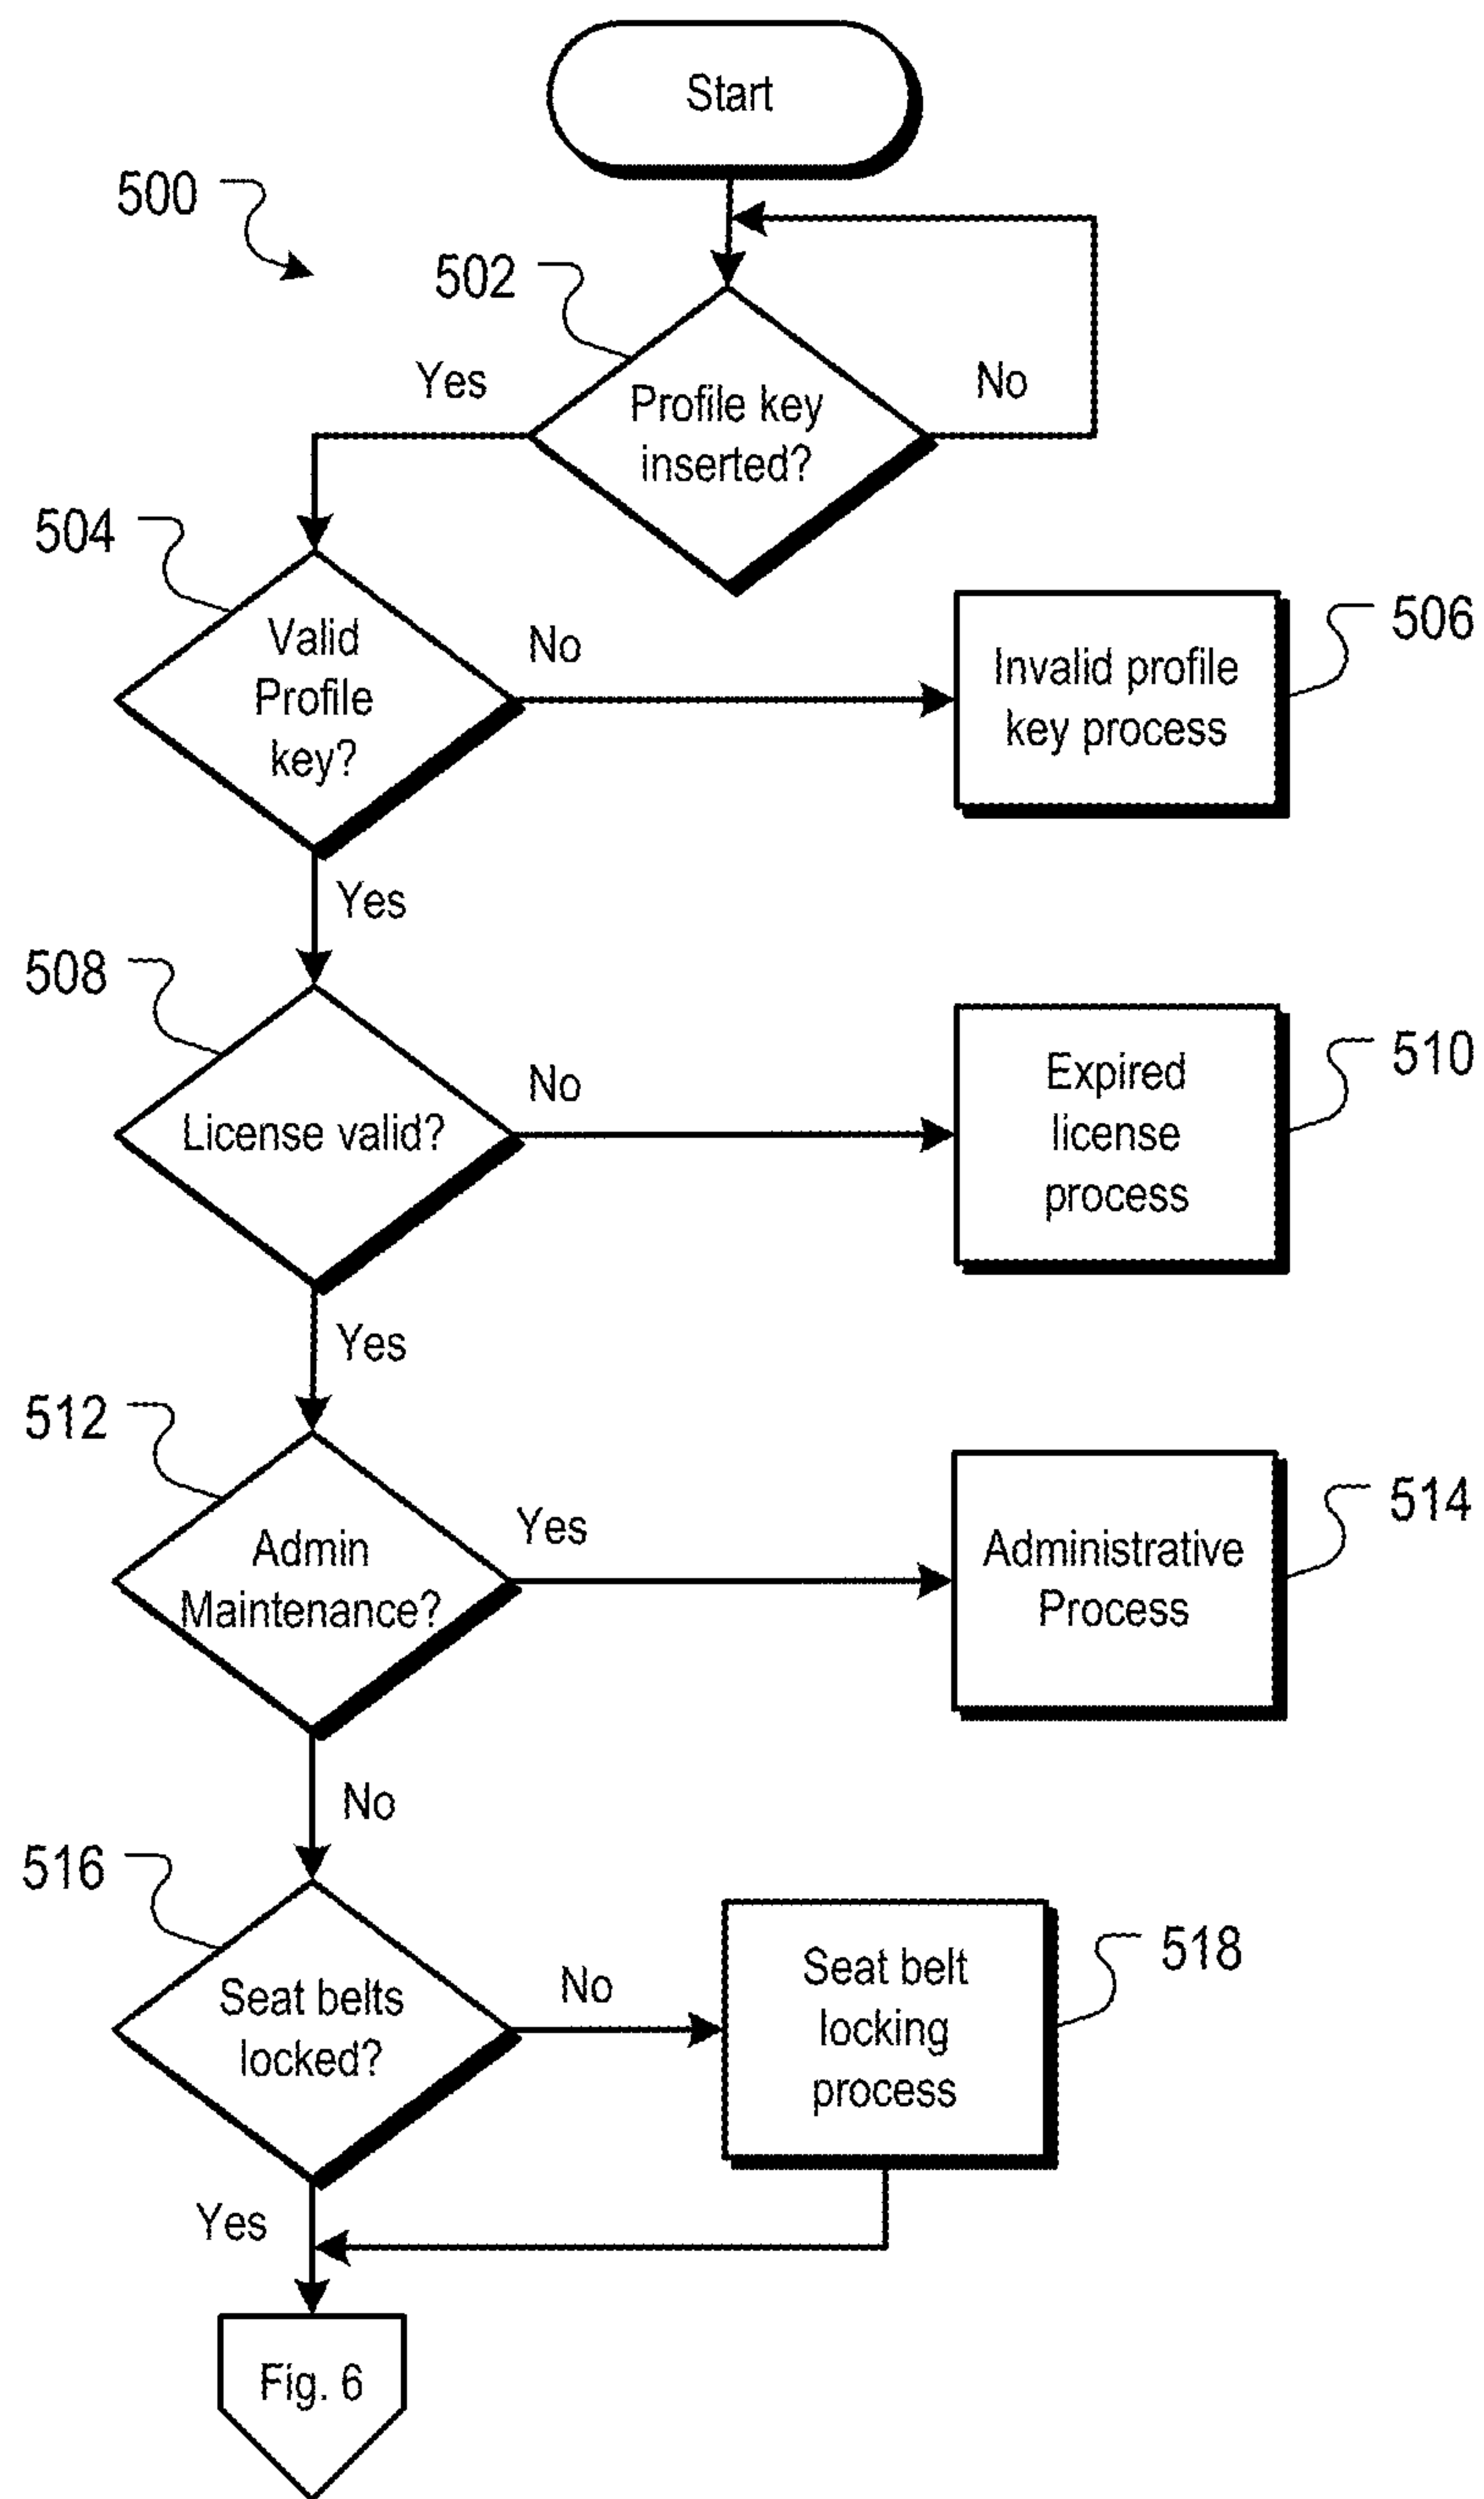 Start
500
502
Yes
Profile key
inserted?
No
504
Valid
Profile
key?
No
Invalid profile
key process
506
Yes
508
License valid?
No
Expired
license
process
510
Yes
512
Admin
Maintenance?
Yes
Administrative
Process
514
No
516
Seat belts
locked?
No
Seat belt
locking
process
518
Yes
Fig. 6